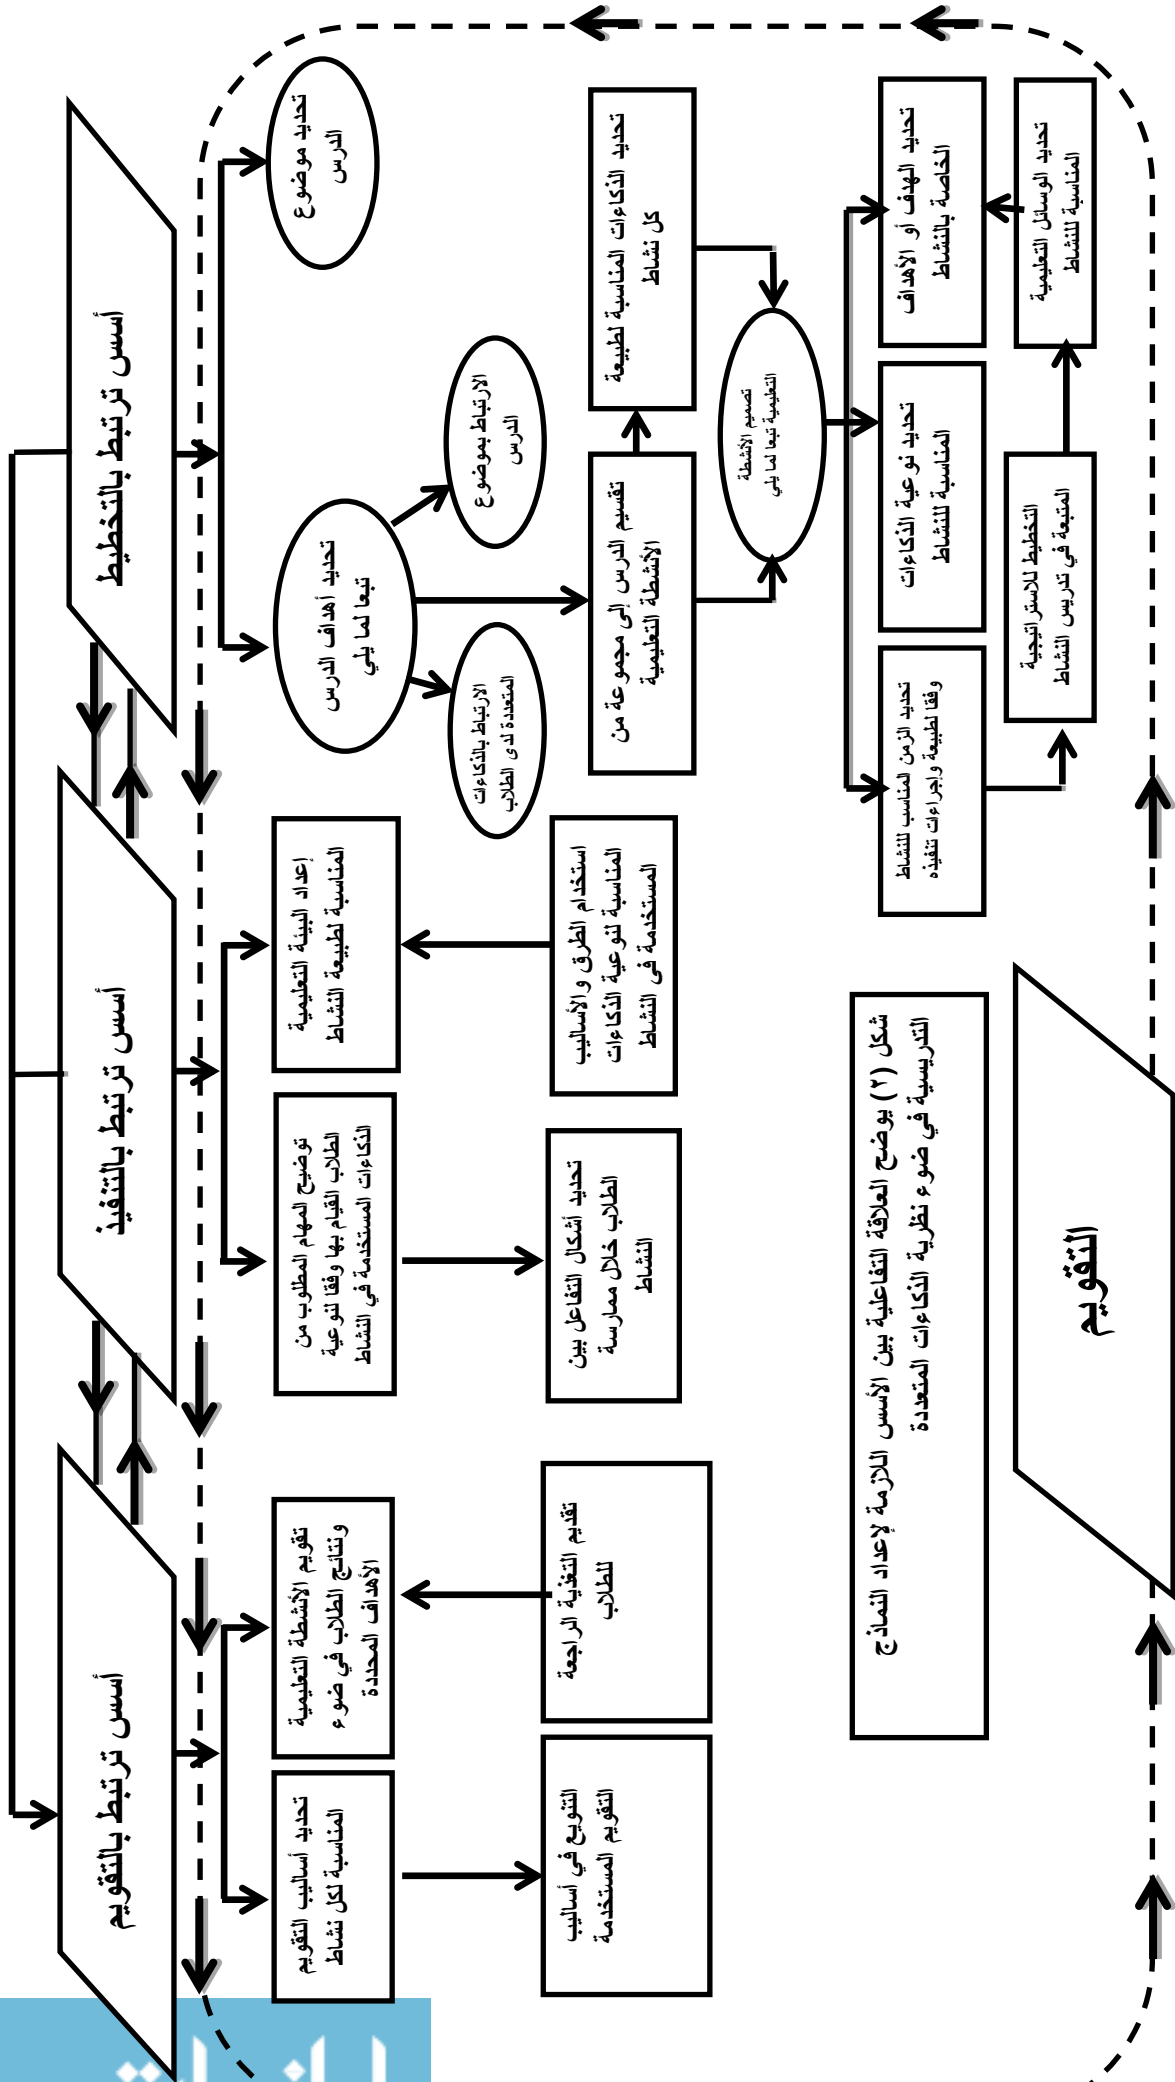 أسس ترتبط بالتخطيط
أسس ترتبط بالتنفيذ
أسس ترتبط بالتقويم
تحديد موضوع
الدرس
تحديد أهداف الدرس
تبعا لما يلي
الارتباط بموضوع
الدرس
الارتباط بالذكاءات
المتعددة لدى الطلاب
تقسيم الدرس إلى مجموعة من
الأنشطة التعليمية
تحديد الذكاءات المناسبة لطبيعة
كل نشاط
تصميم الأنشطة
التعليمية تبعا لما يلي
تحديد الهدف أو الأهداف
الخاصة بالنشاط
تحديد نوعية الذكاءات
المناسبة للنشاط
تحديد الزمن المناسب للنشاط
وفقا لطبيعة وإجراءات تنفيذه
التخطيط للاستراتيجية
المتبعة في تدريس النشاط
تحديد الوسائل التعليمية
المناسبة للنشاط
إعداد البيئة التعليمية
المناسبة لطبيعة النشاط
توضيح المهام المطلوب من
الطلاب القيام بها وفقا لنوعية
الذكاءات المستخدمة في النشاط
استخدام الطرق والأساليب
المناسبة لنوعية الذكاءات
المستخدمة في النشاط
تحديد أشكال التفاعل بين
الطلاب خلال ممارسة
النشاط
تقويم الأنشطة التعليمية
ونتائج الطلاب في ضوء
الأهداف المحددة
تحديد أساليب التقويم
المناسبة لكل نشاط
تقديم التغذية الراجعة
للطلاب
التنويع في أساليب
التقويم المستخدمة
شكل (٢) يوضح العلاقة التفاعلية بين الأسس اللازمة لإعداد النماذج
التدريسية في ضوء نظرية الذكاءات المتعددة
التقويم